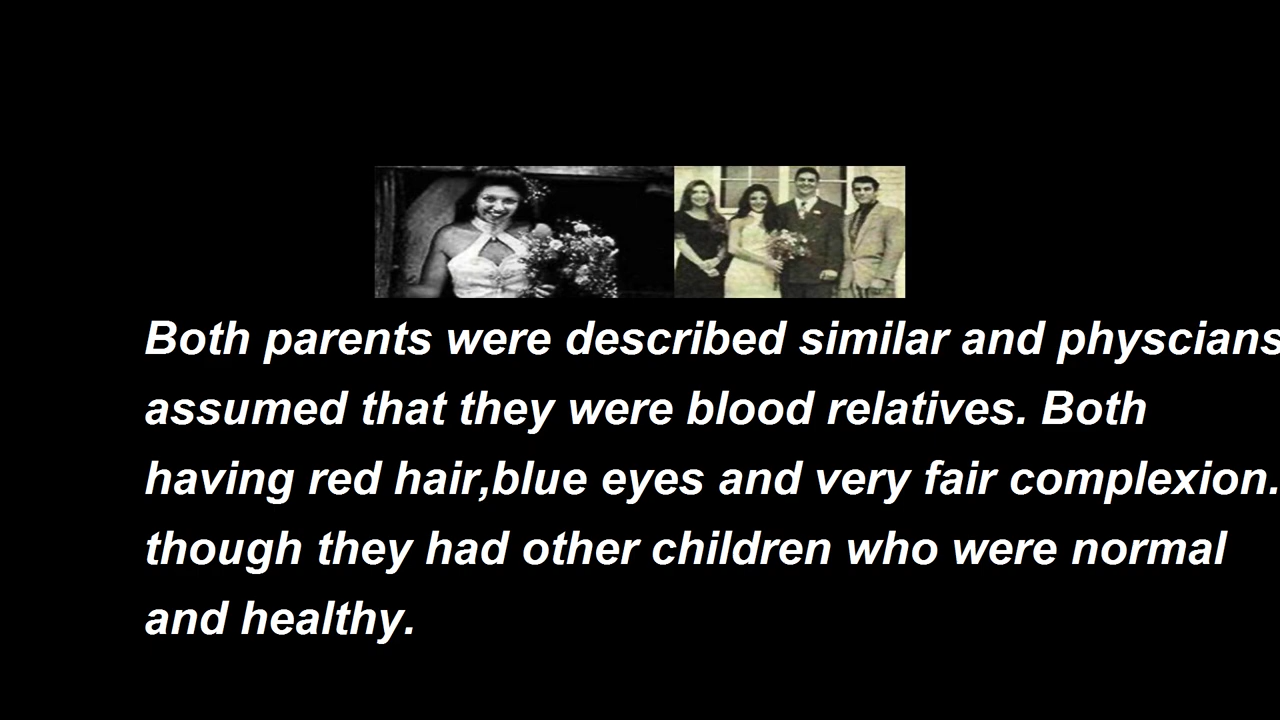 Both parents were described similar and physcians
assumed that they were blood relatives. Both
having red hair,blue eyes and very fair complexion.
though they had other children who were normal
and healthy.